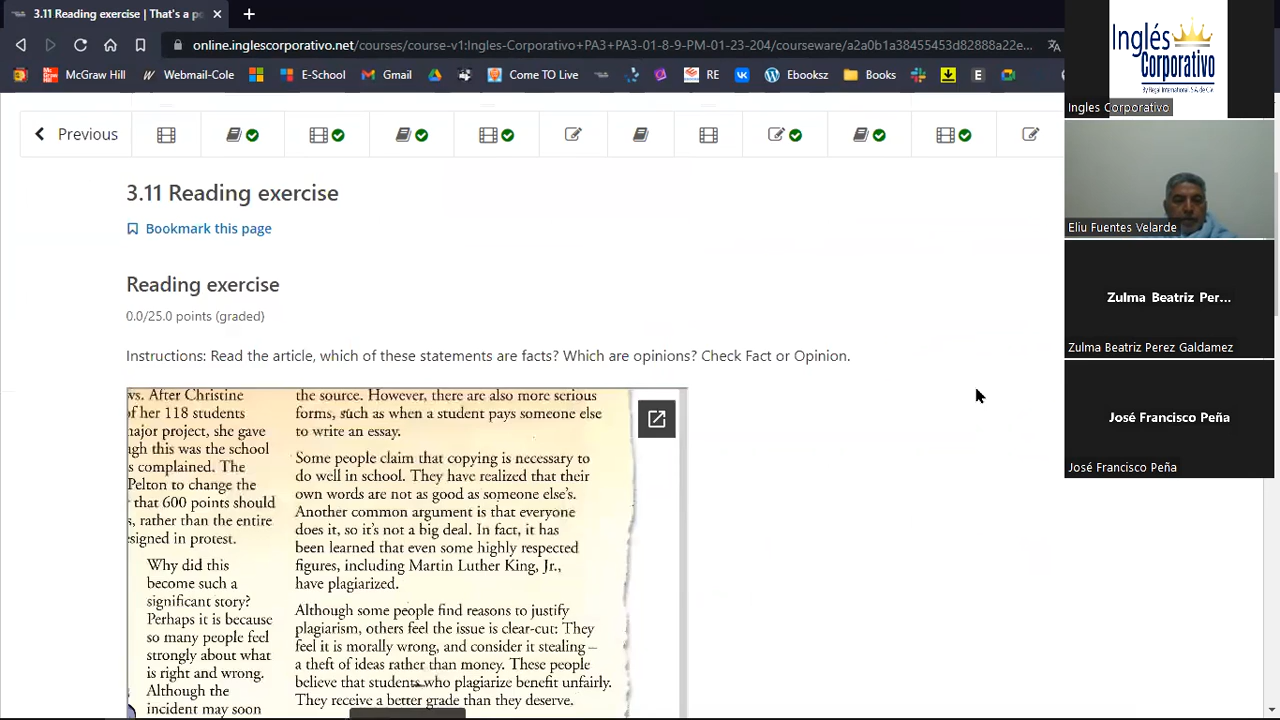 3.11 Reading exercise | That's a po
online.inglescorporativo.net/courses/course-v1:Ingles-Corporativo+PA3+PA3-01-8-9-PM-01-23-204/courseware/a2a0b1a38455453d82888a2e...
McGraw Hill
Webmail-Cole
E-School
Gmail
Come TO Live
RE
Ebooksz
Books
Previous
3.11 Reading exercise
Bookmark this page
Reading exercise
0.0/25.0 points (graded)
Instructions: Read the article, which of these statements are facts? Which are opinions? Check Fact or Opinion.
ws. After Christine
of her 118 students
major project, she gave
ugh this was the school
s complained. The
Pelton to change the
that 600 points should
s, rather than the entire
esigned in protest.
Why did this
become such a
significant story?
Perhaps it is because
so many people feel
strongly about what
is right and wrong.
Although the
incident may soon
the source. However, there are also more serious
forms, such as when a student pays someone else
to write an essay.
Some people claim that copying is necessary to
do well in school. They have realized that their
own words are not as good as someone else's.
Another common argument is that everyone
does it, so it's not a big deal. In fact, it has
been learned that even some highly respected
figures, including Martin Luther King, Jr.,
have plagiarized.
Although some people find reasons to justify
plagiarism, others feel the issue is clear-cut: They
feel it is morally wrong, and consider it stealing –
a theft of ideas rather than money. These people
believe that students who plagiarize benefit unfairly.
They receive a better grade than they deserve.
Inglés
Corporativo
By Regal International, S.A. de C.V.
Ingles Corporativo
Eliu Fuentes Velarde
Zulma Beatriz Per...
Zulma Beatriz Perez Galdamez
José Francisco Peña
José Francisco Peña